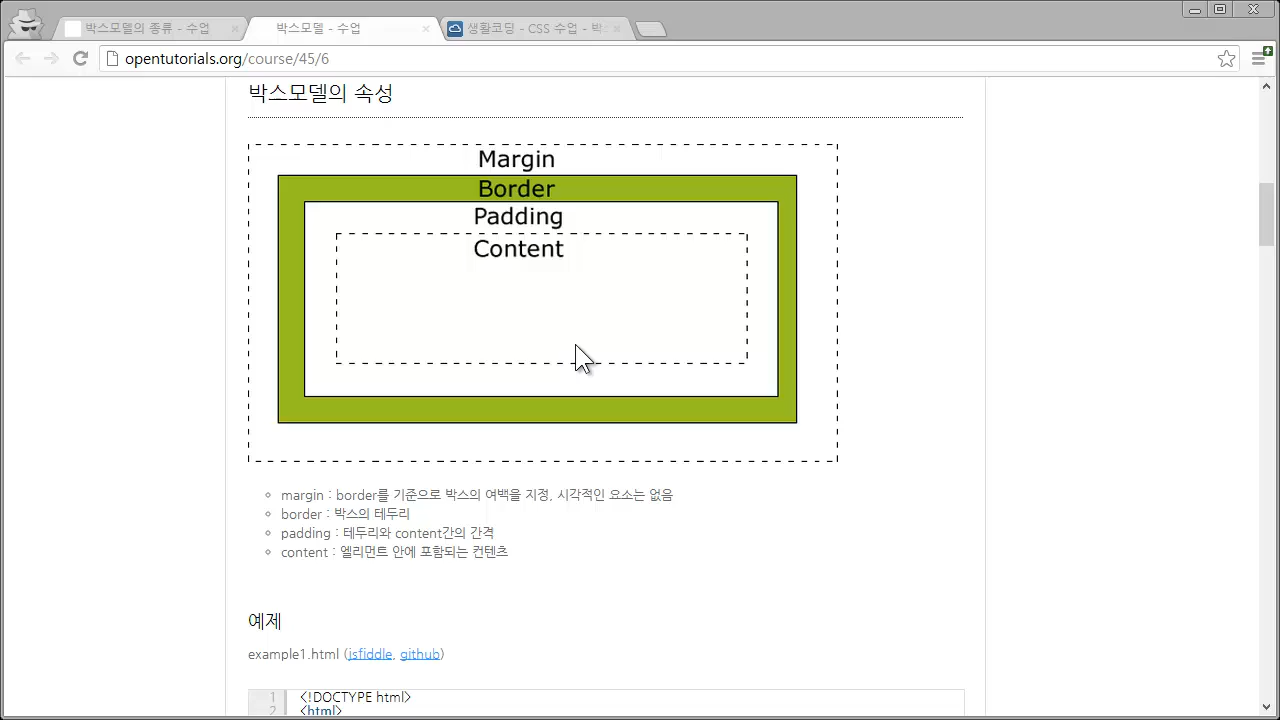 박스모델의 종류 - 수업
박스모델 - 수업
생활코딩 - CSS 수업 - 박
opentutorials.org/course/45/6
박스모델의 속성
Margin
Border
Padding
Content
margin : border를 기준으로 박스의 여백을 지정, 시각적인 요소는 없음
border : 박스의 테두리
padding : 테두리와 content간의 간격
content : 엘리먼트 안에 포함되는 컨텐츠
예제
example1.html (jsfiddle, github)
1 <!DOCTYPE html>
2 <html>